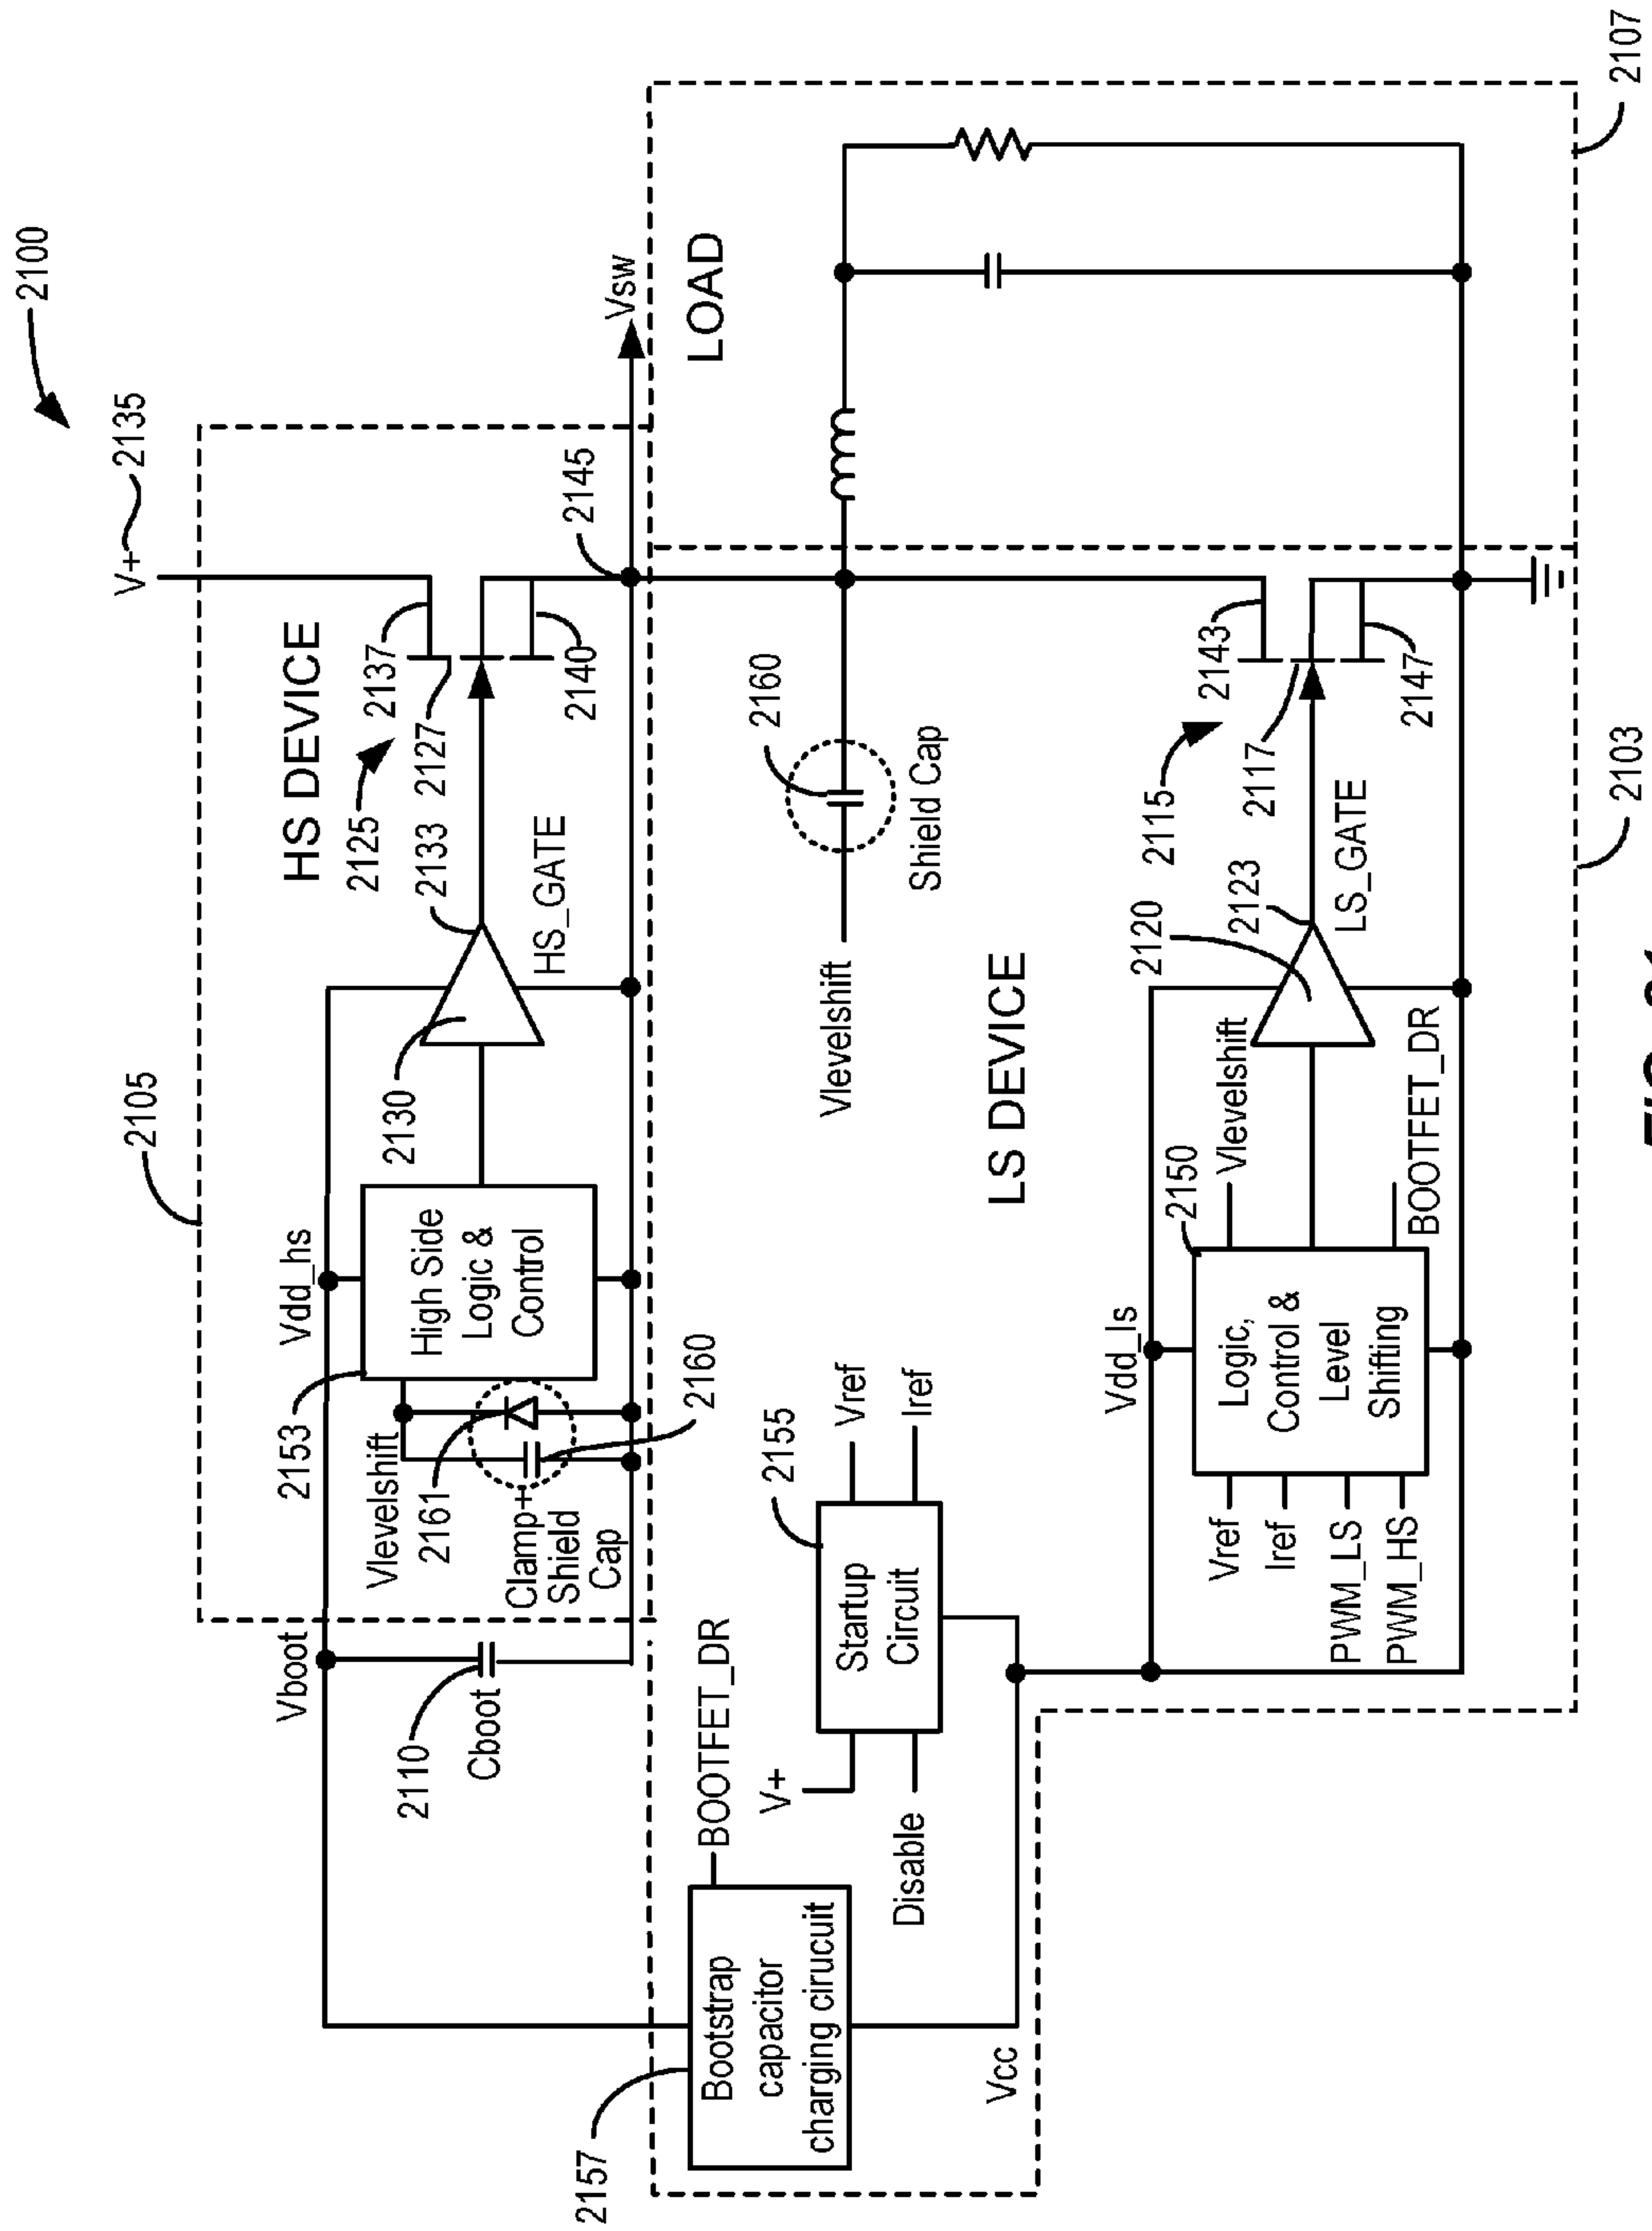 2100
V+
2135
2105
HS DEVICE
2137
2127
2125
2133
HS_GATE
2130
2140
2145
Vsw
Vdd_hs
High Side
Logic &
Control
2153
Vlevelshift
2161
Clamp+
Shield
Cap
2160
Vboot
2110
Cboot
LOAD
2107
2160
Shield Cap
Vlevelshift
LS DEVICE
2157
Bootstrap
capacitor
charging cirucuit
BOOTFET_DR
Vcc
V+
Disable
Startup
Circuit
2155
Vref
Iref
Vdd_ls
2150
Logic,
Control &
Level
Shifting
Vref
Iref
PWM_LS
PWM_HS
Vlevelshift
BOOTFET_DR
2120
2123
LS_GATE
2115
2117
2143
2147
2103